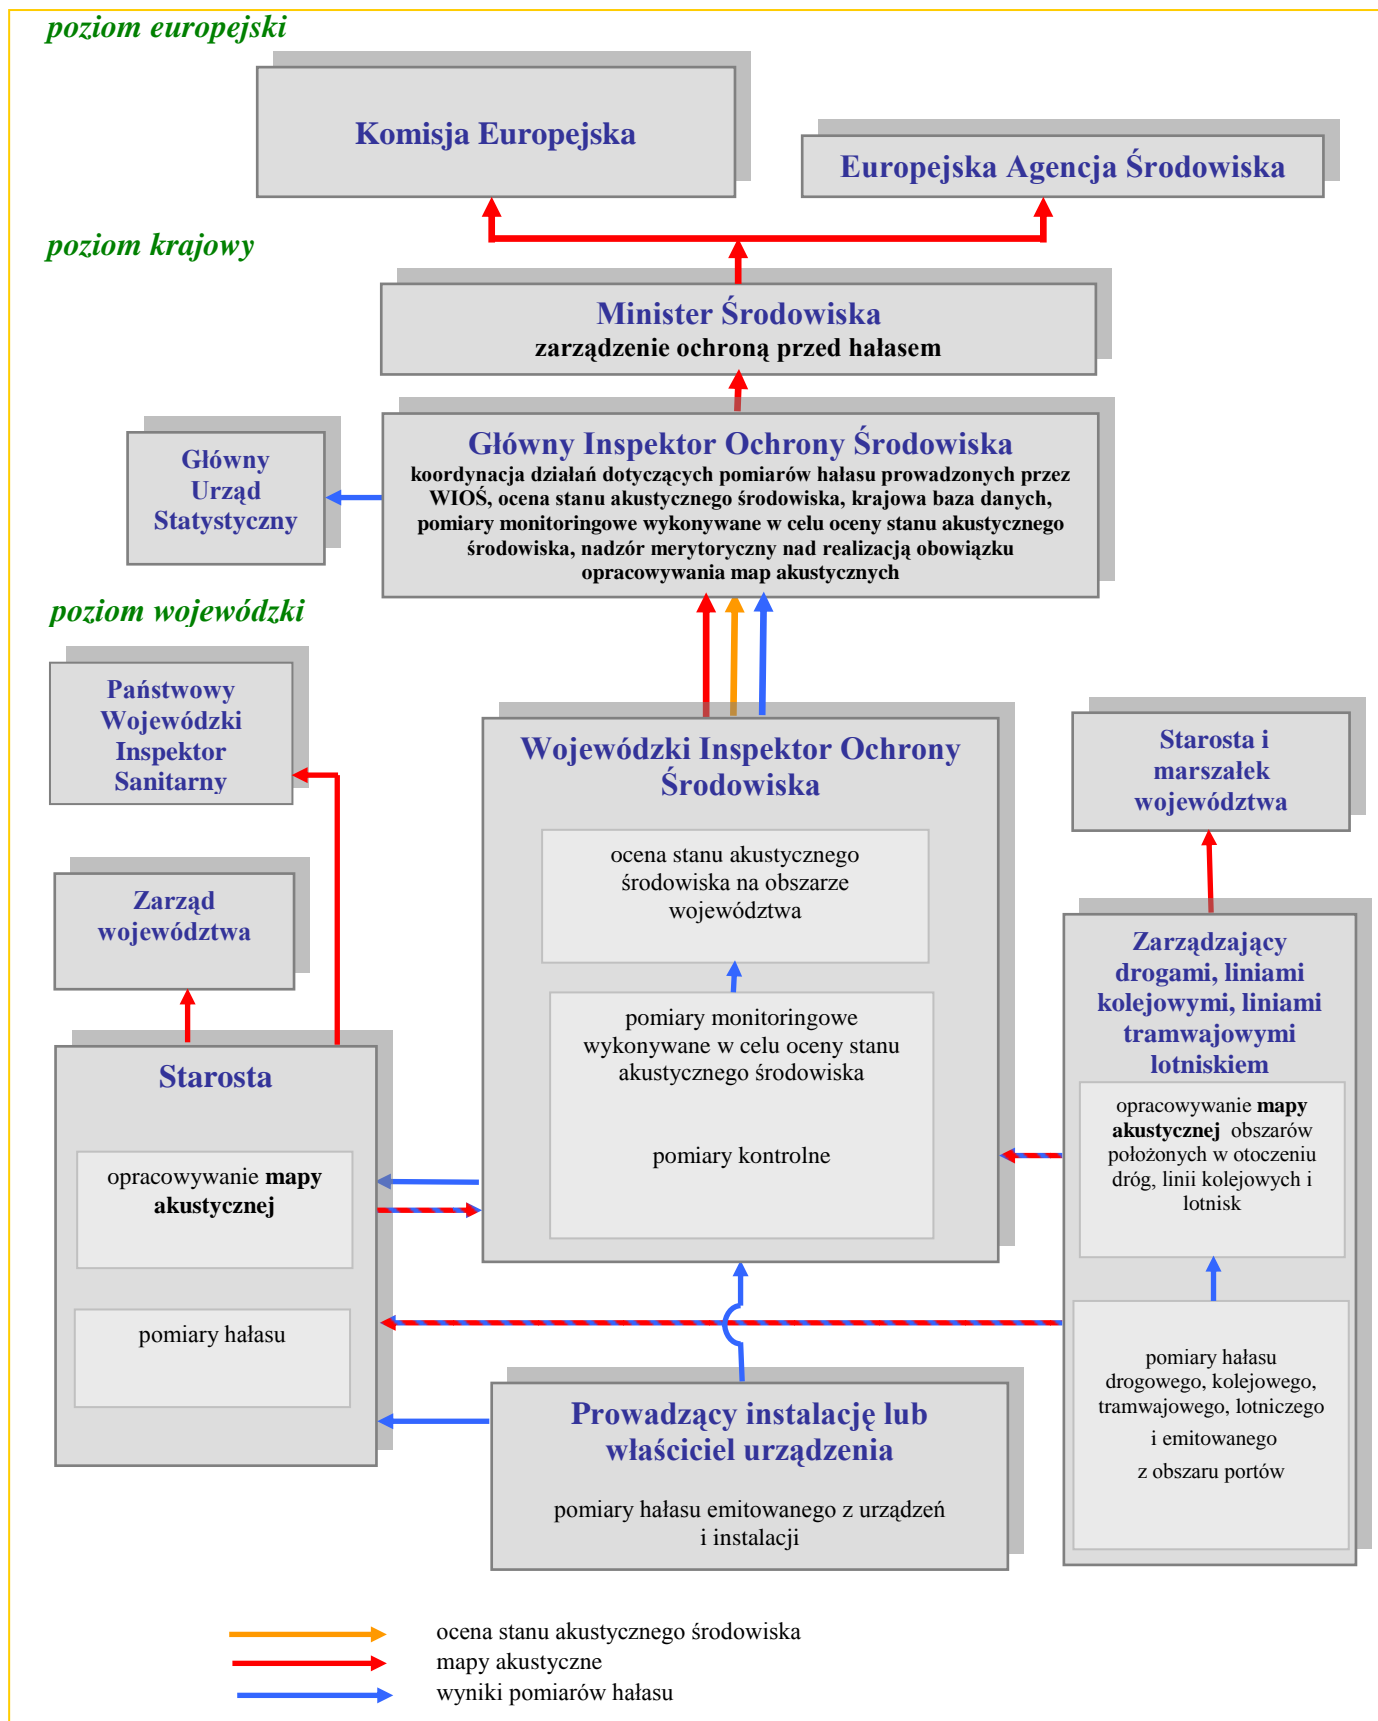 poziom europejski
Komisja Europejska
Europejska Agencja Środowiska
poziom krajowy
Minister Środowiska
zarządzenie ochroną przed hałasem
Główny Inspektor Ochrony Środowiska
koordynacja działań dotyczących pomiarów hałasu prowadzonych przez
WIOŚ, ocena stanu akustycznego środowiska, krajowa baza danych,
pomiary monitoringowe wykonywane w celu oceny stanu akustycznego
środowiska, nadzór merytoryczny nad realizacją obowiązku
opracowywania map akustycznych
Główny
Urząd
Statystyczny
poziom wojewódzki
Państwowy
Wojewódzki
Inspektor
Sanitarny
Wojewódzki Inspektor Ochrony
Środowiska
ocena stanu akustycznego
środowiska na obszarze
województwa
pomiary monitoringowe
wykonywane w celu oceny stanu
akustycznego środowiska
pomiary kontrolne
Starosta i
marszałek
województwa
Zarząd
województwa
Zarządzający
drogami, liniami
kolejowymi, liniami
tramwajowymi
lotniskiem
opracowywanie mapy
akustycznej obszarów
położonych w otoczeniu
dróg, linii kolejowych i
lotnisk
pomiary hałasu
drogowego, kolejowego,
tramwajowego, lotniczego
i emitowanego
z obszaru portów
Starosta
opracowywanie mapy
akustycznej
pomiary hałasu
Prowadzący instalację lub
właściciel urządzenia
pomiary hałasu emitowanego z urządzeń
i instalacji
ocena stanu akustycznego środowiska
mapy akustyczne
wyniki pomiarów hałasu